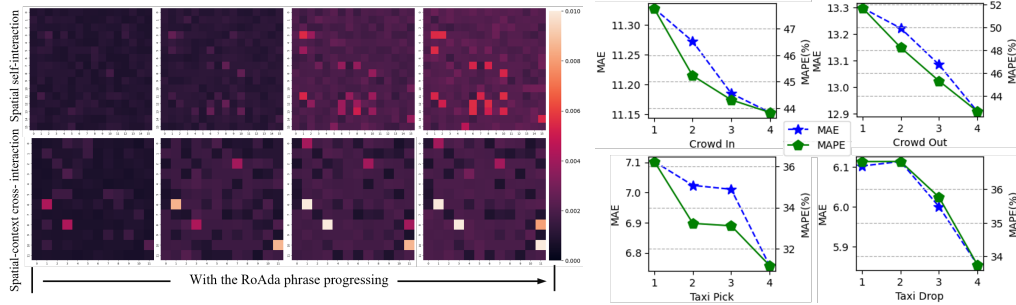 Spatial self-interaction
Spatial-context cross- interaction
0.010
0.008
0.006
0.004
0.002
0.000
With the RoAda phrase progressing
MAE
11.30
11.25
11.20
11.15
1 2 3 4
Crowd In
47
46
45
44
MAPE(%)
MAE
13.3
13.2
13.1
13.0
12.9
1 2 3 4
Crowd Out
52
50
48
46
44
MAPE(%)
MAE
MAPE
MAE
7.1
7.0
6.9
6.8
1 2 3 4
Taxi Pick
36
34
32
MAPE(%)
MAE
6.1
6.0
5.9
1 2 3 4
Taxi Drop
36
35
34
MAPE(%)